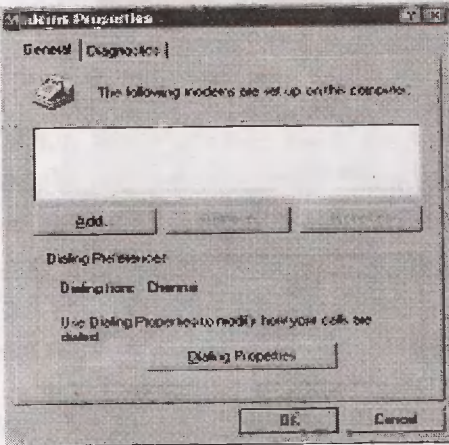 Modems Properties
General Diagnostics
The following modems are set up on this computer:
Add...
Dialing Preferences
Dialing from: Chennai
Use Dialing Properties to modify how your calls are
dialed.
Dialing Properties
OK Cancel